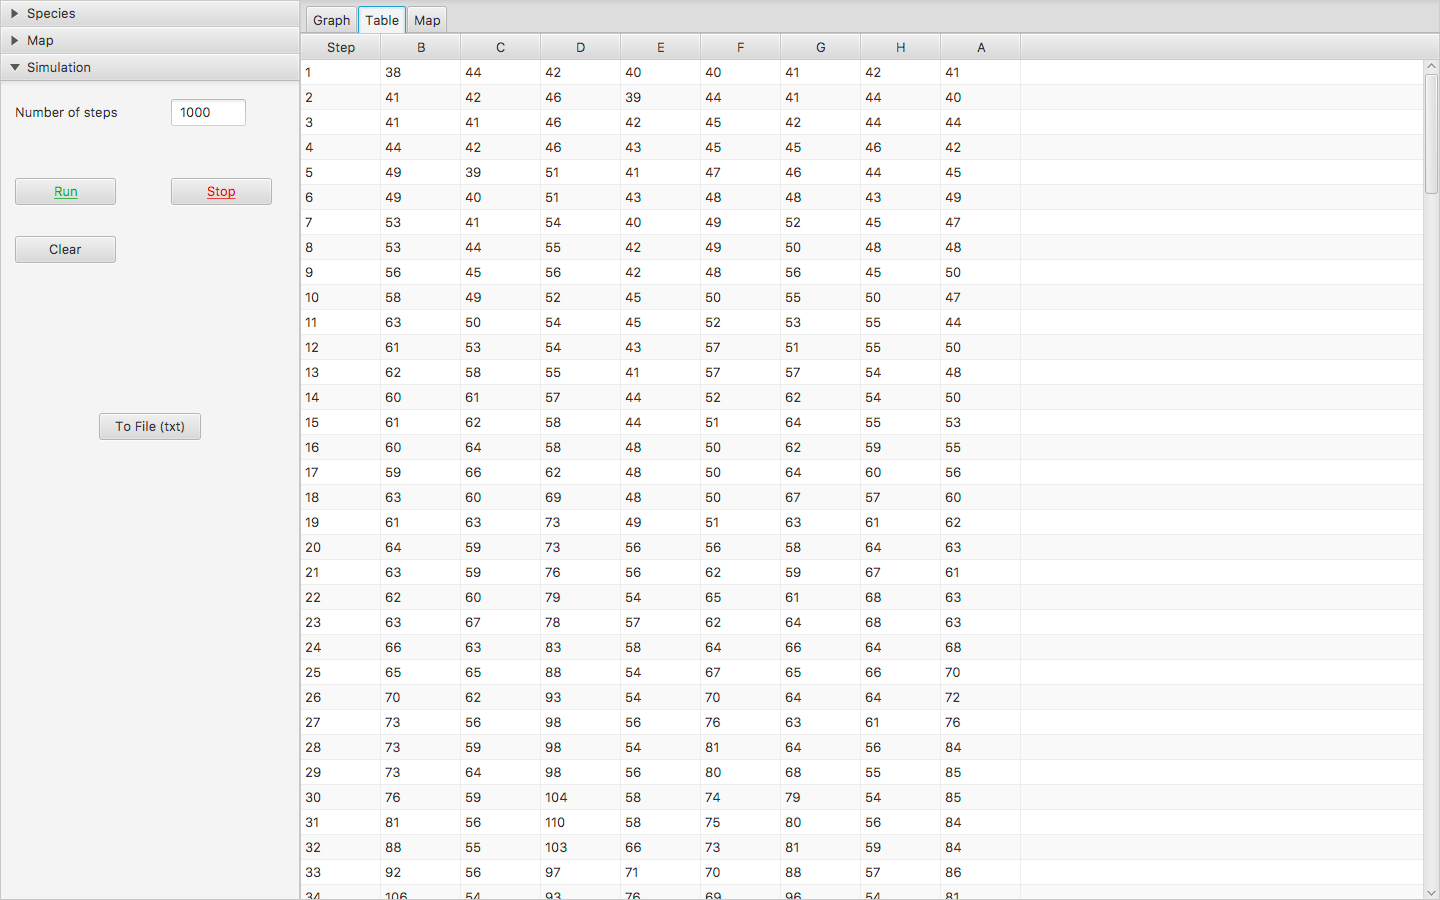 Species
Map
Simulation
Number of steps 1000
Run Stop
Clear
To File (txt)
Graph Table Map
Step B C D E F G H A
1 38 44 42 40 40 41 42 41
2 41 42 46 39 44 41 44 40
3 41 41 46 42 45 42 44 44
4 44 42 46 43 45 45 46 42
5 49 39 51 41 47 46 44 45
6 49 40 51 43 48 48 43 49
7 53 41 54 40 49 52 45 47
8 53 44 55 42 49 50 48 48
9 56 45 56 42 48 56 45 50
10 58 49 52 45 50 55 50 47
11 63 50 54 45 52 53 55 44
12 61 53 54 43 57 51 55 50
13 62 58 55 41 57 57 54 48
14 60 61 57 44 52 62 54 50
15 61 62 58 44 51 64 55 53
16 60 64 58 48 50 62 59 55
17 59 66 62 48 50 64 60 56
18 63 60 69 48 50 67 57 60
19 61 63 73 49 51 63 61 62
20 64 59 73 56 56 58 64 63
21 63 59 76 56 62 59 67 61
22 62 60 79 54 65 61 68 63
23 63 67 78 57 62 64 68 63
24 66 63 83 58 64 66 64 68
25 65 65 88 54 67 65 66 70
26 70 62 93 54 70 64 64 72
27 73 56 98 56 76 63 61 76
28 73 59 98 54 81 64 56 84
29 73 64 98 56 80 68 55 85
30 76 59 104 58 74 79 54 85
31 81 56 110 58 75 80 56 84
32 88 55 103 66 73 81 59 84
33 92 56 97 71 70 88 57 86
34 106 54 93 76 69 96 54 81